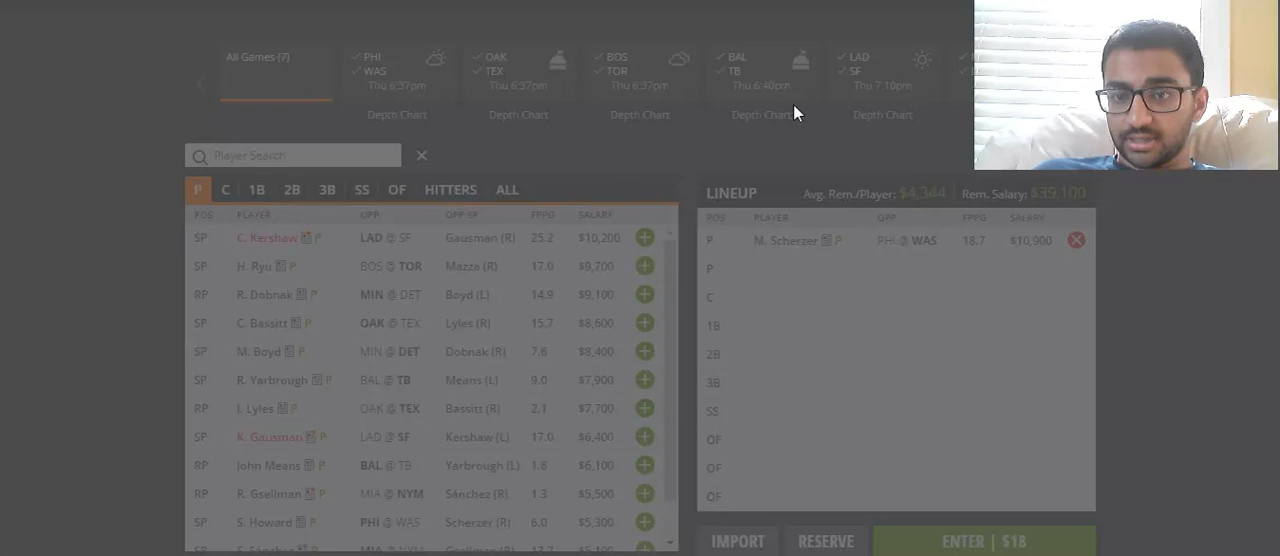 All Games (7)
PHI
WAS
Thu 6:37pm
Depth Chart
OAK
TEX
Thu 6:37pm
Depth Chart
BOS
TOR
Thu 6:37pm
Depth Chart
BAL
TB
Thu 6:40pm
Depth Chart
LAD
SF
Thu 7:10pm
Depth Chart
Player Search
P C 1B 2B 3B SS OF HITTERS ALL
POS PLAYER OPP OPP SP FPPG SALARY
SP C. Kershaw P LAD @ SF Gausman (R) 25.2 $10,200
SP H. Ryu P BOS @ TOR Mazza (R) 17.0 $9,700
RP R. Dobnak P MIN @ DET Boyd (L) 14.9 $9,100
SP C. Bassitt P OAK @ TEX Lyles (R) 15.7 $8,600
SP M. Boyd P MIN @ DET Dobnak (R) 7.6 $8,400
SP R. Yarbrough P BAL @ TB Means (L) 9.0 $7,900
RP J. Lyles P OAK @ TEX Bassitt (R) 2.1 $7,700
SP K. Gausman P LAD @ SF Kershaw (L) 17.0 $6,400
RP John Means P BAL @ TB Yarbrough (L) 1.6 $6,100
RP R. Gsellman P MIA @ NYM Sánchez (R) 1.3 $5,500
SP S. Howard P PHI @ WAS Scherzer (R) 6.0 $5,300
LINEUP Avg. Rem./Player: $4,344 Rem. Salary: $39,100
POS PLAYER OPP FPPG SALARY
P M. Scherzer P PHI @ WAS 18.7 $10,900
P
C
1B
2B
3B
SS
OF
OF
OF
IMPORT RESERVE ENTER | $18